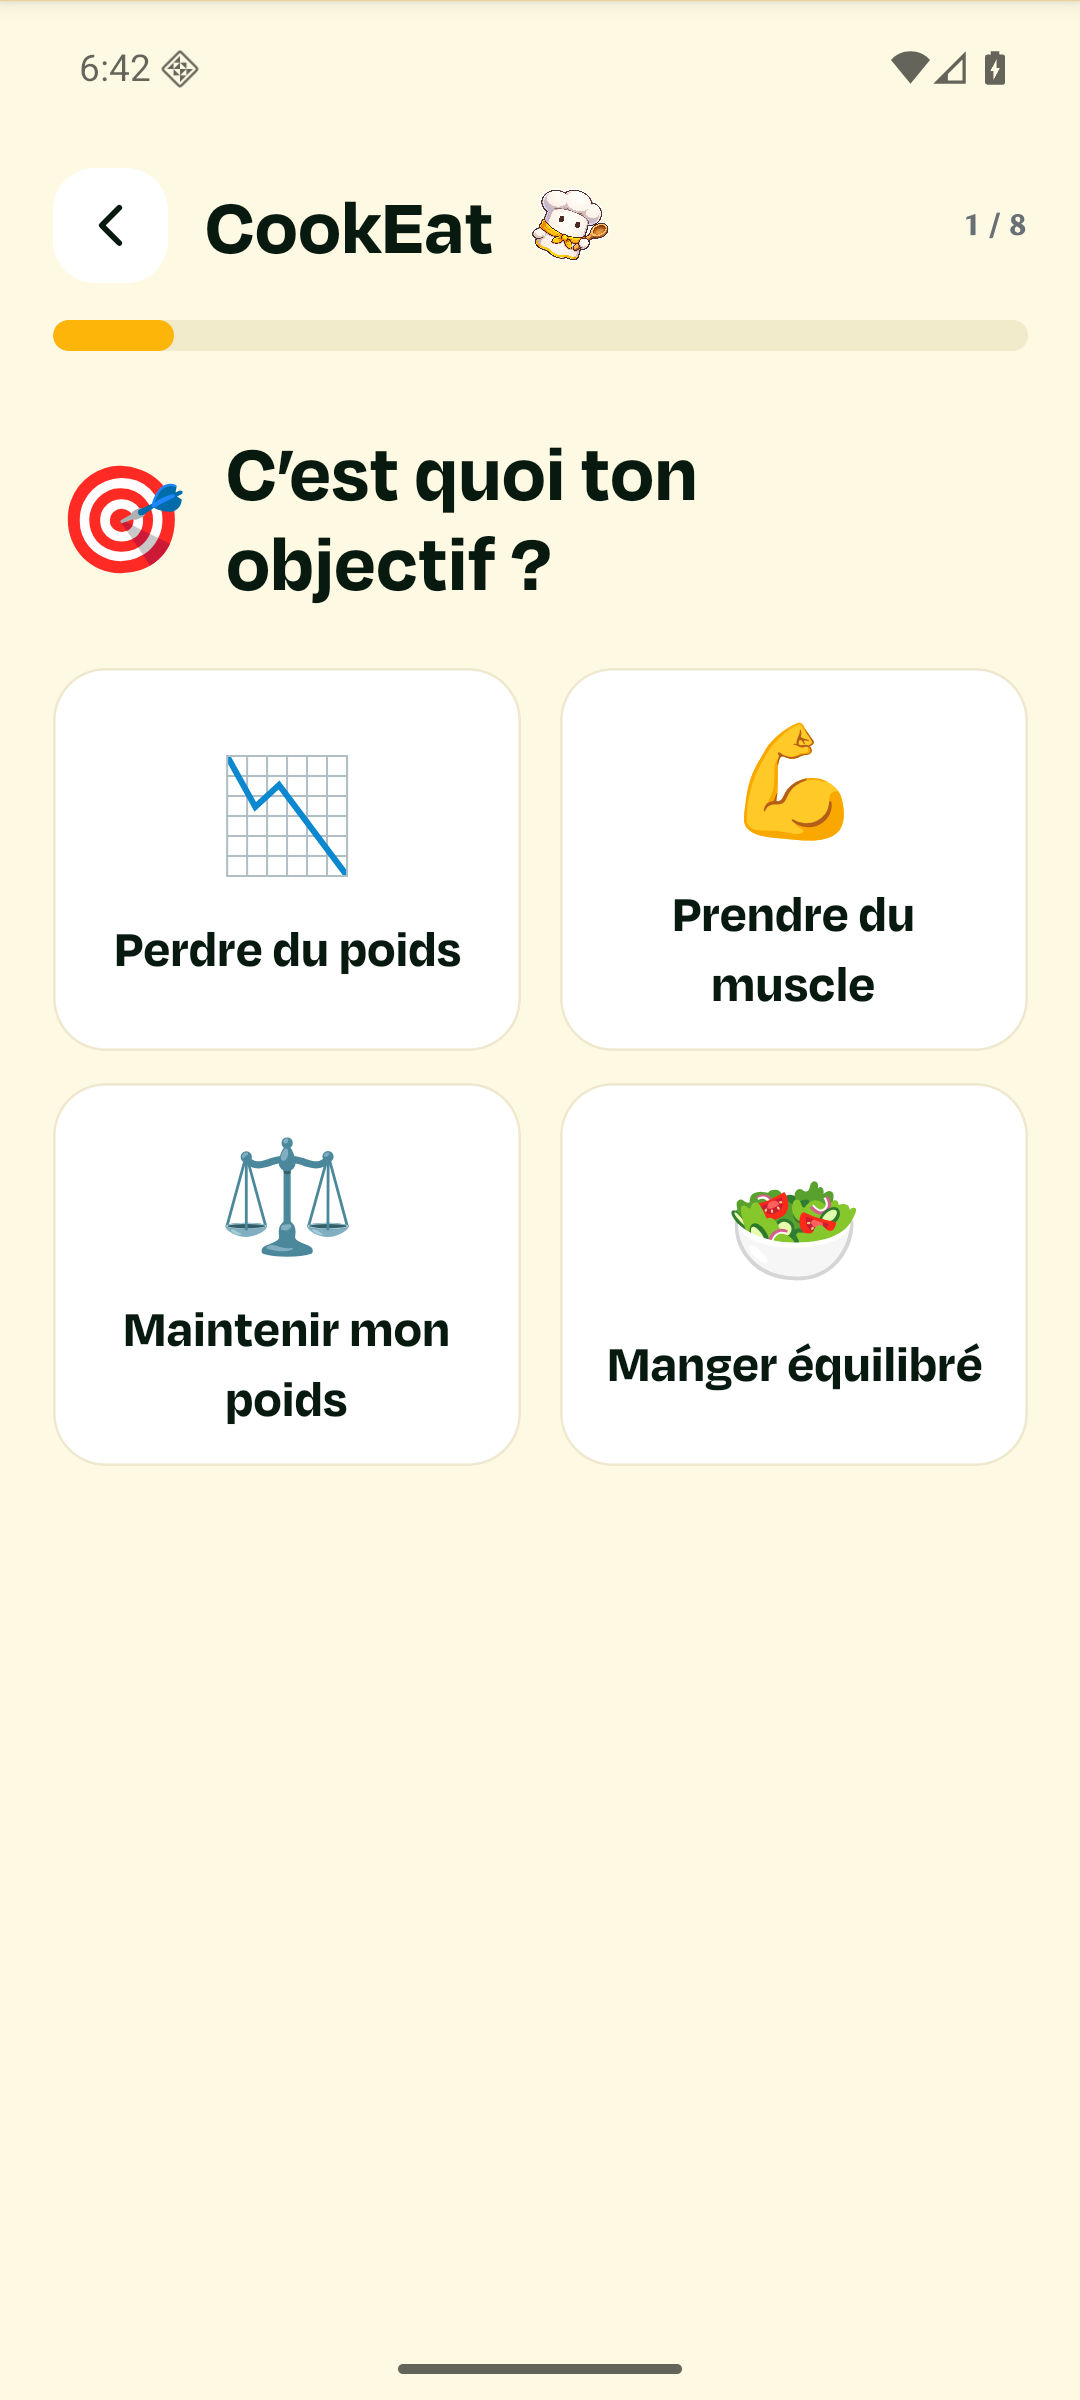 6:42
CookEat
1 / 8
C’est quoi ton
objectif ?
Perdre du poids
Prendre du
muscle
Maintenir mon
poids
Manger équilibré